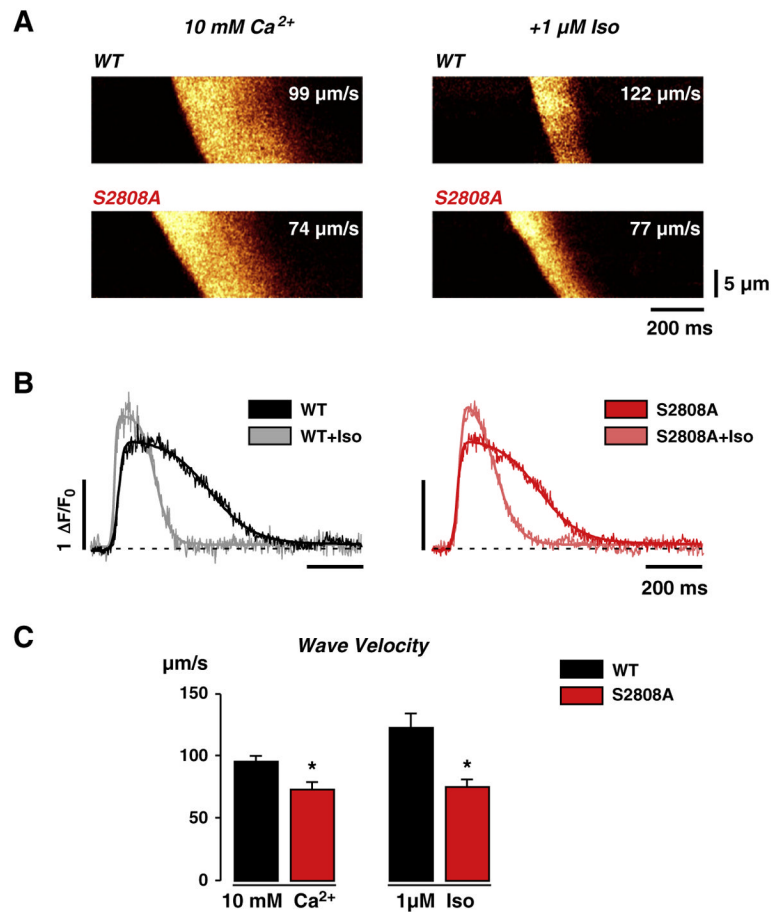 A
10 mM Ca²⁺
+1 µM Iso
WT
99 µm/s
WT
122 µm/s
S2808A
74 µm/s
S2808A
77 µm/s
5 µm
200 ms
B
1 ΔF/F₀
WT
WT+Iso
S2808A
S2808A+Iso
200 ms
C
Wave Velocity
µm/s
WT
S2808A
150
100
50
0
*
*
10 mM Ca²⁺
1µM Iso